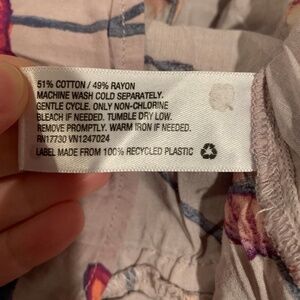 51% COTTON / 49% RAYON
MACHINE WASH COLD SEPARATELY.
GENTLE CYCLE. ONLY NON-CHLORINE
BLEACH IF NEEDED. TUMBLE DRY LOW.
REMOVE PROMPTLY. WARM IRON IF NEEDED.
RN17730 VN1247024
LABEL MADE FROM 100% RECYCLED PLASTIC